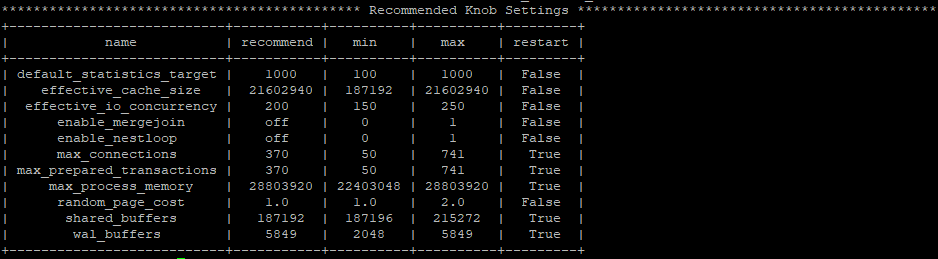 ********************************************* Recommended Knob Settings *********************************************
+---------------------------+-----------+----------+----------+---------+
| name | recommend | min | max | restart |
+---------------------------+-----------+----------+----------+---------+
| default_statistics_target | 1000 | 100 | 1000 | False |
| effective_cache_size | 21602940 | 187192 | 21602940 | False |
| effective_io_concurrency | 200 | 150 | 250 | False |
| enable_mergejoin | off | 0 | 1 | False |
| enable_nestloop | off | 0 | 1 | False |
| max_connections | 370 | 50 | 741 | True |
| max_prepared_transactions | 370 | 50 | 741 | True |
| max_process_memory | 28803920 | 22403048 | 28803920 | True |
| random_page_cost | 1.0 | 1.0 | 2.0 | False |
| shared_buffers | 187192 | 187196 | 215272 | True |
| wal_buffers | 5849 | 2048 | 5849 | True |
+---------------------------+-----------+----------+----------+---------+